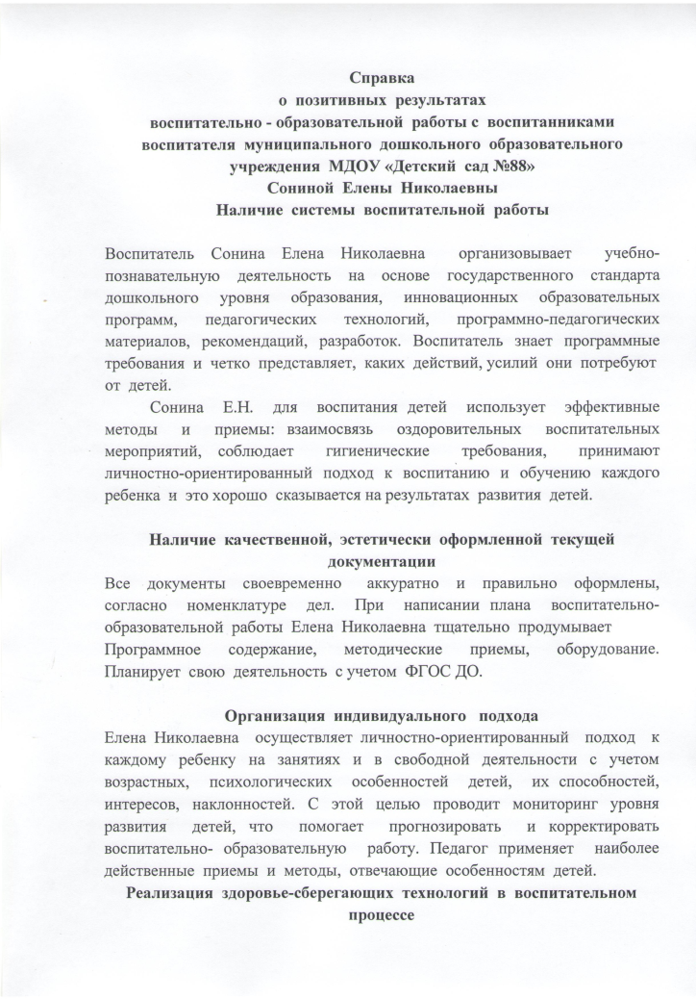 Справка
о позитивных результатах
воспитательно - образовательной работы с воспитанниками
воспитателя муниципального дошкольного образовательного
учреждения МДОУ «Детский сад №88»
Сониной Елены Николаевны
Наличие системы воспитательной работы
Воспитатель Сонина Елена Николаевна организовывает учебно-
познавательную деятельность на основе государственного стандарта
дошкольного уровня образования, инновационных образовательных
программ, педагогических технологий, программно-педагогических
материалов, рекомендаций, разработок. Воспитатель знает программные
требования и четко представляет, каких действий, усилий они потребуют
от детей.
Сонина Е.Н. для воспитания детей использует эффективные
методы и приемы: взаимосвязь оздоровительных воспитательных
мероприятий, соблюдает гигиенические требования, принимают
личностно-ориентированный подход к воспитанию и обучению каждого
ребенка и это хорошо сказывается на результатах развития детей.
Наличие качественной, эстетически оформленной текущей
документации
Все документы своевременно аккуратно и правильно оформлены,
согласно номенклатуре дел. При написании плана воспитательно-
образовательной работы Елена Николаевна тщательно продумывает
Программное содержание, методические приемы, оборудование.
Планирует свою деятельность с учетом ФГОС ДО.
Организация индивидуального подхода
Елена Николаевна осуществляет личностно-ориентированный подход к
каждому ребенку на занятиях и в свободной деятельности с учетом
возрастных, психологических особенностей детей, их способностей,
интересов, наклонностей. С этой целью проводит мониторинг уровня
развития детей, что помогает прогнозировать и корректировать
воспитательно- образовательную работу. Педагог применяет наиболее
действенные приемы и методы, отвечающие особенностям детей.
Реализация здоровье-сберегающих технологий в воспитательном
процессе